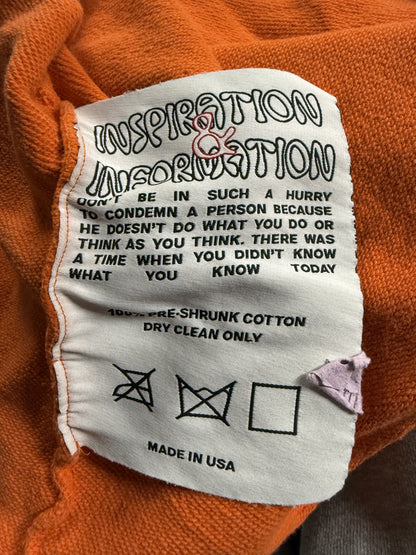 INSPIRATION
&
INFORMATION
DON'T BE IN SUCH A HURRY
TO CONDEMN A PERSON BECAUSE
HE DOESN'T DO WHAT YOU DO OR
THINK AS YOU THINK. THERE WAS
A TIME WHEN YOU DIDN'T KNOW
WHAT YOU KNOW TODAY
100% PRE-SHRUNK COTTON
DRY CLEAN ONLY
MADE IN USA